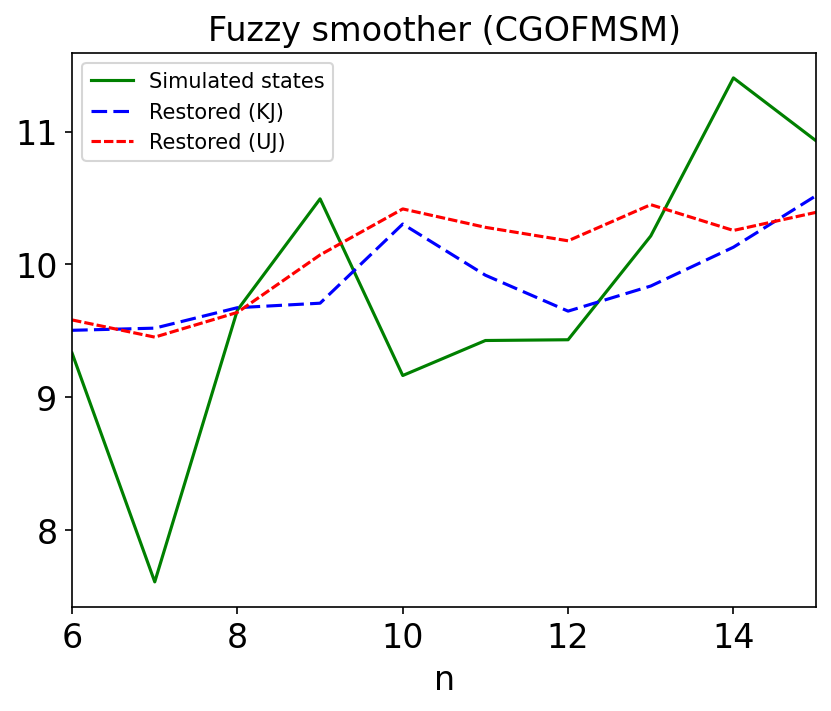 Fuzzy smoother (CGOFMSM)
Simulated states
Restored (KJ)
Restored (UJ)
11
10
9
8
6 8 10 12 14
n